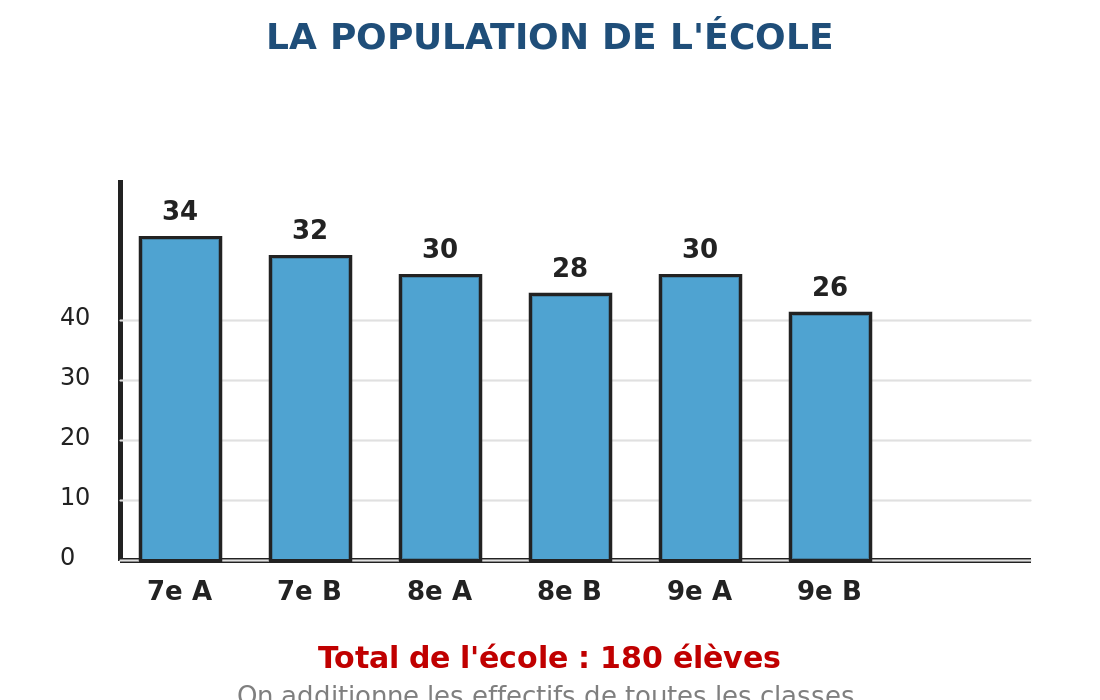 LA POPULATION DE L'ÉCOLE
34
32
30
28
30
26
40
30
20
10
0
7e A 7e B 8e A 8e B 9e A 9e B
Total de l'école : 180 élèves
On additionne les effectifs de toutes les classes